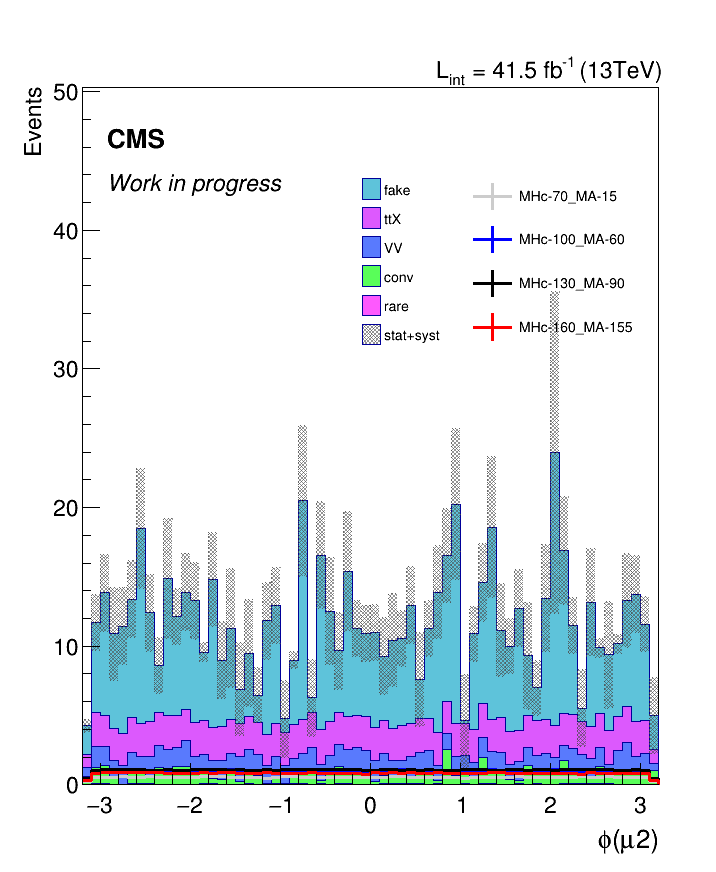 L_int = 41.5 fb^-1 (13TeV)
Events
50
CMS
Work in progress
fake
ttX
VV
conv
rare
stat+syst
MHc-70_MA-15
MHc-100_MA-60
MHc-130_MA-90
MHc-160_MA-155
40
30
20
10
0
−3 −2 −1 0 1 2 3
ϕ(μ2)